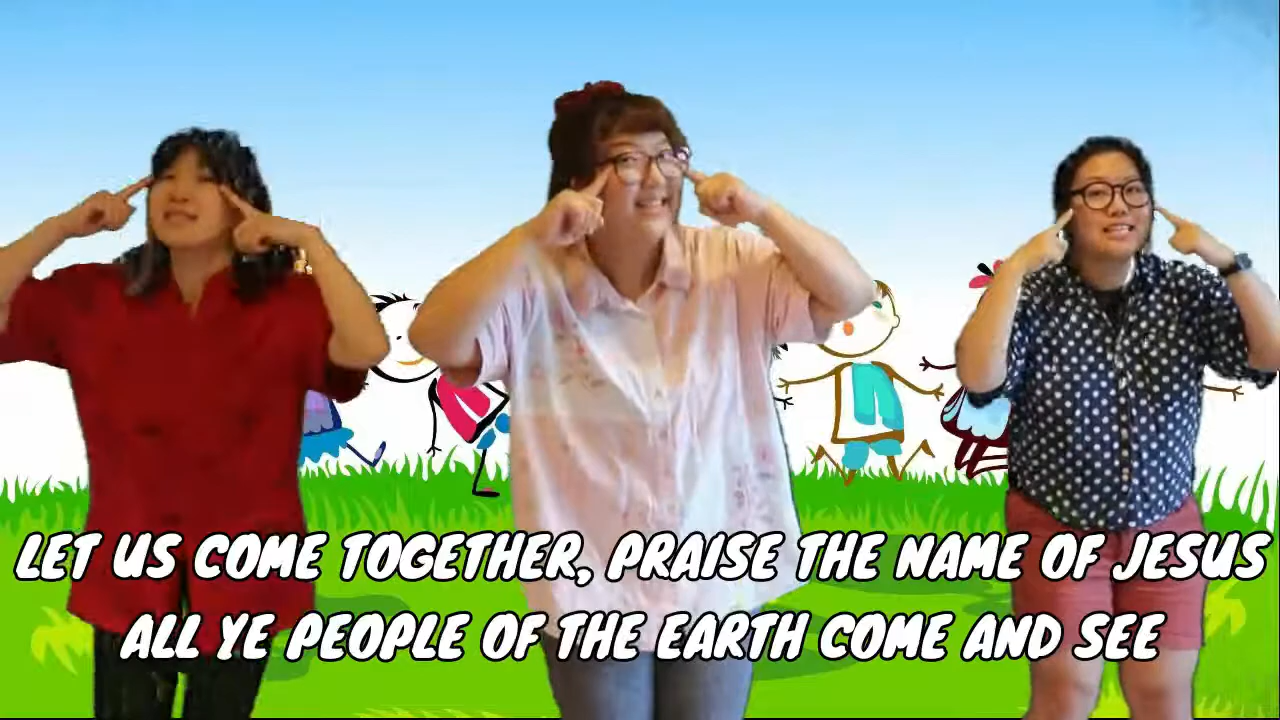 LET US COME TOGETHER, PRAISE THE NAME OF JESUS
ALL YE PEOPLE OF THE EARTH COME AND SEE